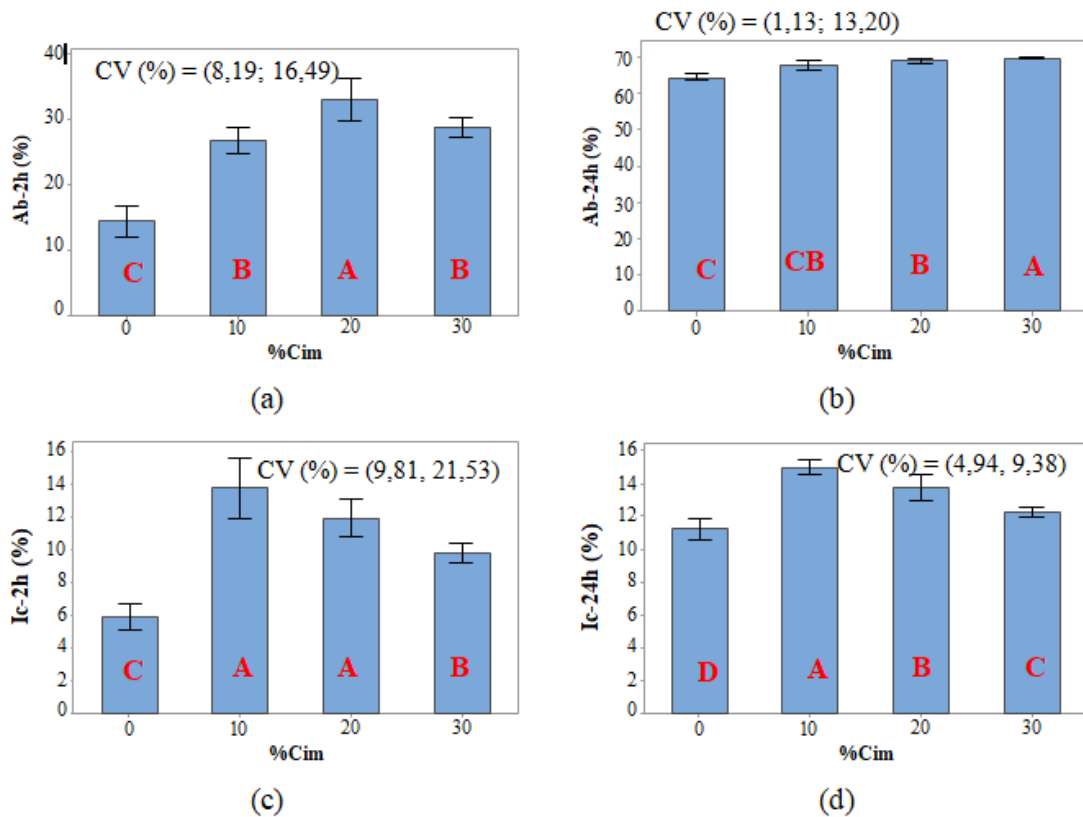 CV (%) = (8,19; 16,49)
40
30
20
10
0
Ab-2h (%)
C B A B
0 10 20 30
%Cim
(a)
CV (%) = (1,13; 13,20)
70
60
50
40
30
20
10
0
Ab-24h (%)
C CB B A
0 10 20 30
%Cim
(b)
CV (%) = (9,81, 21,53)
16
14
12
10
8
6
4
2
0
Ic-2h (%)
C A A B
0 10 20 30
%Cim
(c)
CV (%) = (4,94, 9,38)
16
14
12
10
8
6
4
2
0
Ic-24h (%)
D A B C
0 10 20 30
%Cim
(d)